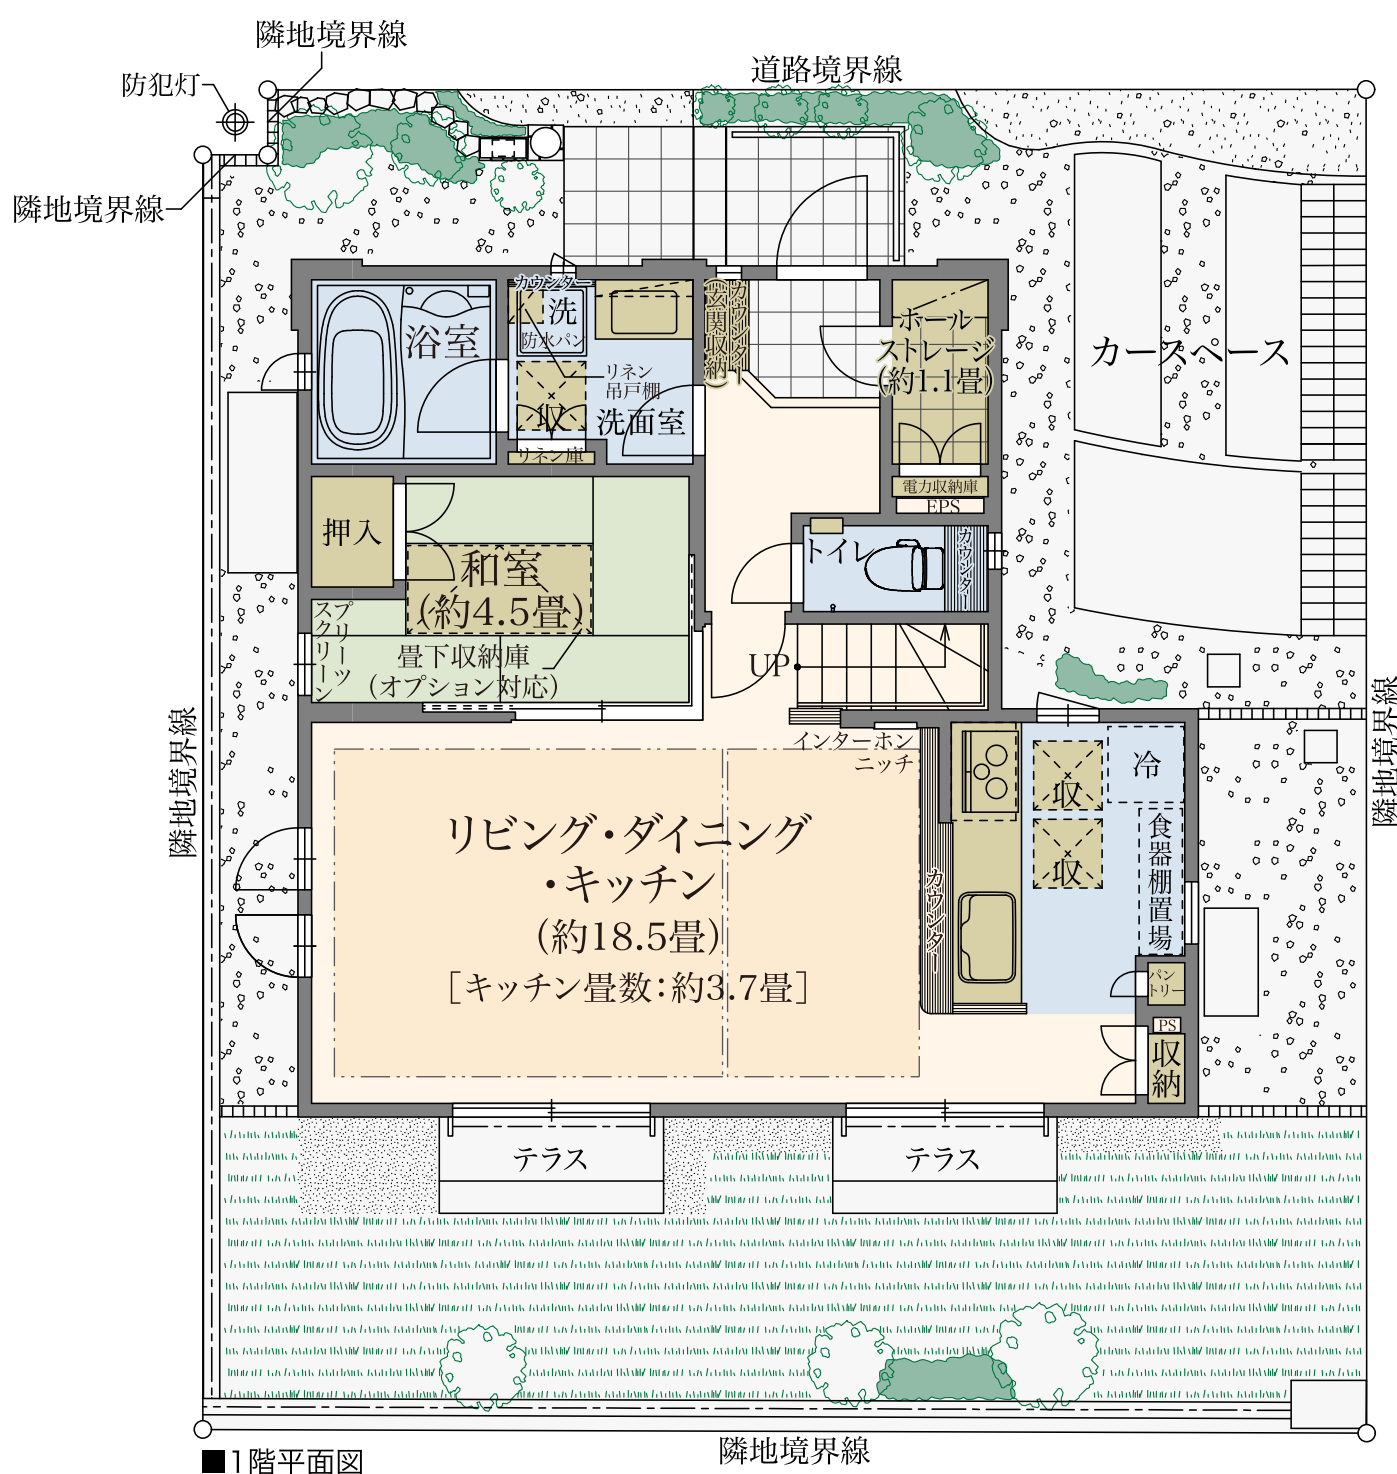 隣地境界線
道路境界線
防犯灯
隣地境界線
カウンター
洗
防水パン
リネン
吊戸棚
収
洗面室
リネン庫
浴室
カウンター
(玄関収納)
ホール
ストレージ
(約1.1畳)
カースペース
電力収納庫
EPS
押入
和室
(約4.5畳)
トイレ
カウンター
プリーツ
スクリーン
畳下収納庫
(オプション対応)
UP
隣地境界線
隣地境界線
インターホン
ニッチ
冷
収
収
食器棚置場
カウンター
リビング・ダイニング
・キッチン
(約18.5畳)
[キッチン畳数:約3.7畳]
パン
トリー
PS
収納
テラス
テラス
隣地境界線
■1階平面図